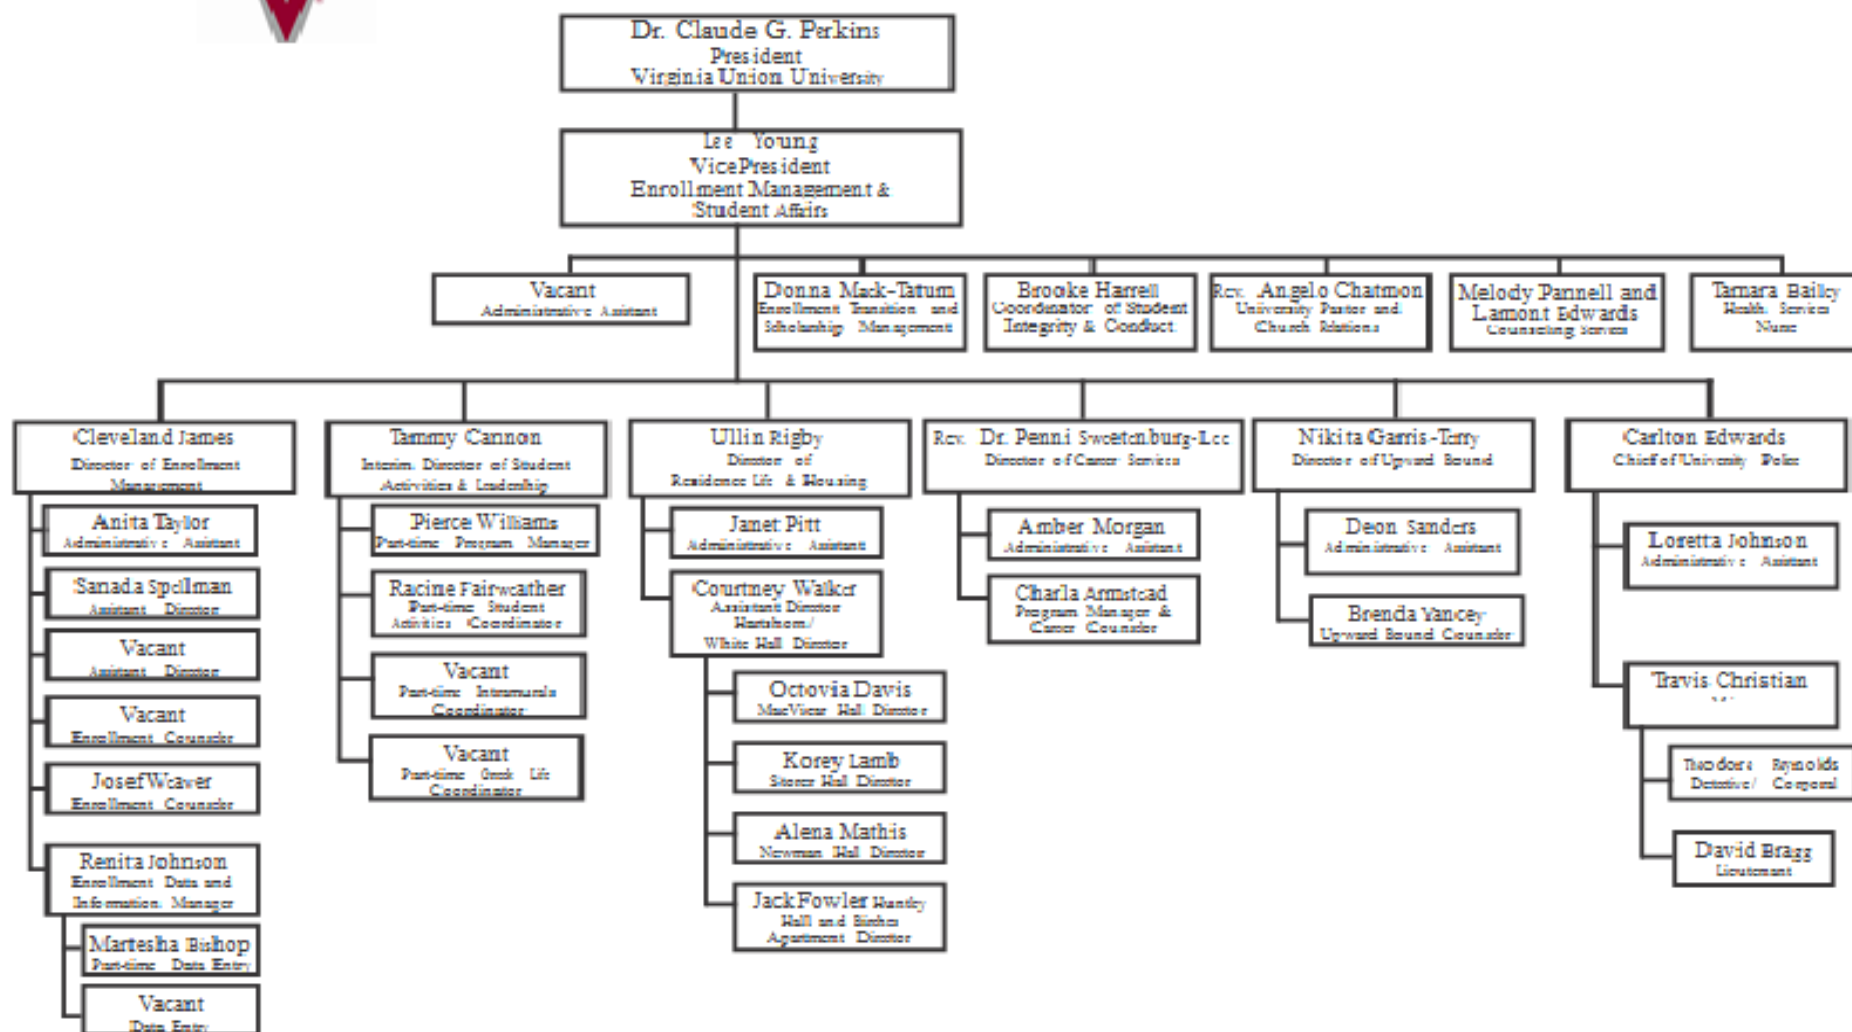 Dr. Claude G. Perkins
President
Virginia Union University
Lee Young
Vice President
Enrollment Management &
Student Affairs
Vacant
Administrative Assistant
Donna Mack-Tatum
Enrollment Transition and
Scholarship Management
Brooke Harrell
Coordinator of Student
Integrity & Conduct
Rev. Angelo Chatmon
University Pastor and
Church Relations
Melody Pannell and
Lamont Edwards
Counseling Services
Tamara Bailey
Health Services
Nurse
Cleveland James
Director of Enrollment
Management
Anita Taylor
Administrative Assistant
Sanada Spellman
Assistant Director
Vacant
Assistant Director
Vacant
Enrollment Counselor
Josef Weaver
Enrollment Counselor
Renita Johnson
Enrollment Data and
Information Manager
Martesha Bishop
Part-time Data Entry
Vacant
Data Entry
Tammy Cannon
Interim Director of Student
Activities & Leadership
Pierce Williams
Part-time Program Manager
Racine Fairweather
Part-time Student
Activities Coordinator
Vacant
Part-time Intramurals
Coordinator
Vacant
Part-time Greek Life
Coordinator
Ullin Rigby
Director of
Residence Life & Housing
Janet Pitt
Administrative Assistant
Courtney Walker
Assistant Director
Hartshorn/
White Hall Director
Octovia Davis
MacVicar Hall Director
Korey Lamb
Storer Hall Director
Alena Mathis
Newman Hall Director
Jack Fowler Huntley
Hall and Birches
Apartment Director
Rev. Dr. Penni Sweetenburg-Lee
Director of Career Services
Amber Morgan
Administrative Assistant
Charla Armstead
Program Manager &
Career Counselor
Nikita Garris-Terry
Director of Upward Bound
Deon Sanders
Administrative Assistant
Brenda Yancey
Upward Bound Counselor
Carlton Edwards
Chief of University Police
Loretta Johnson
Administrative Assistant
Travis Christian
Theodore Reynolds
Detective/ Corporal
David Bragg
Lieutenant